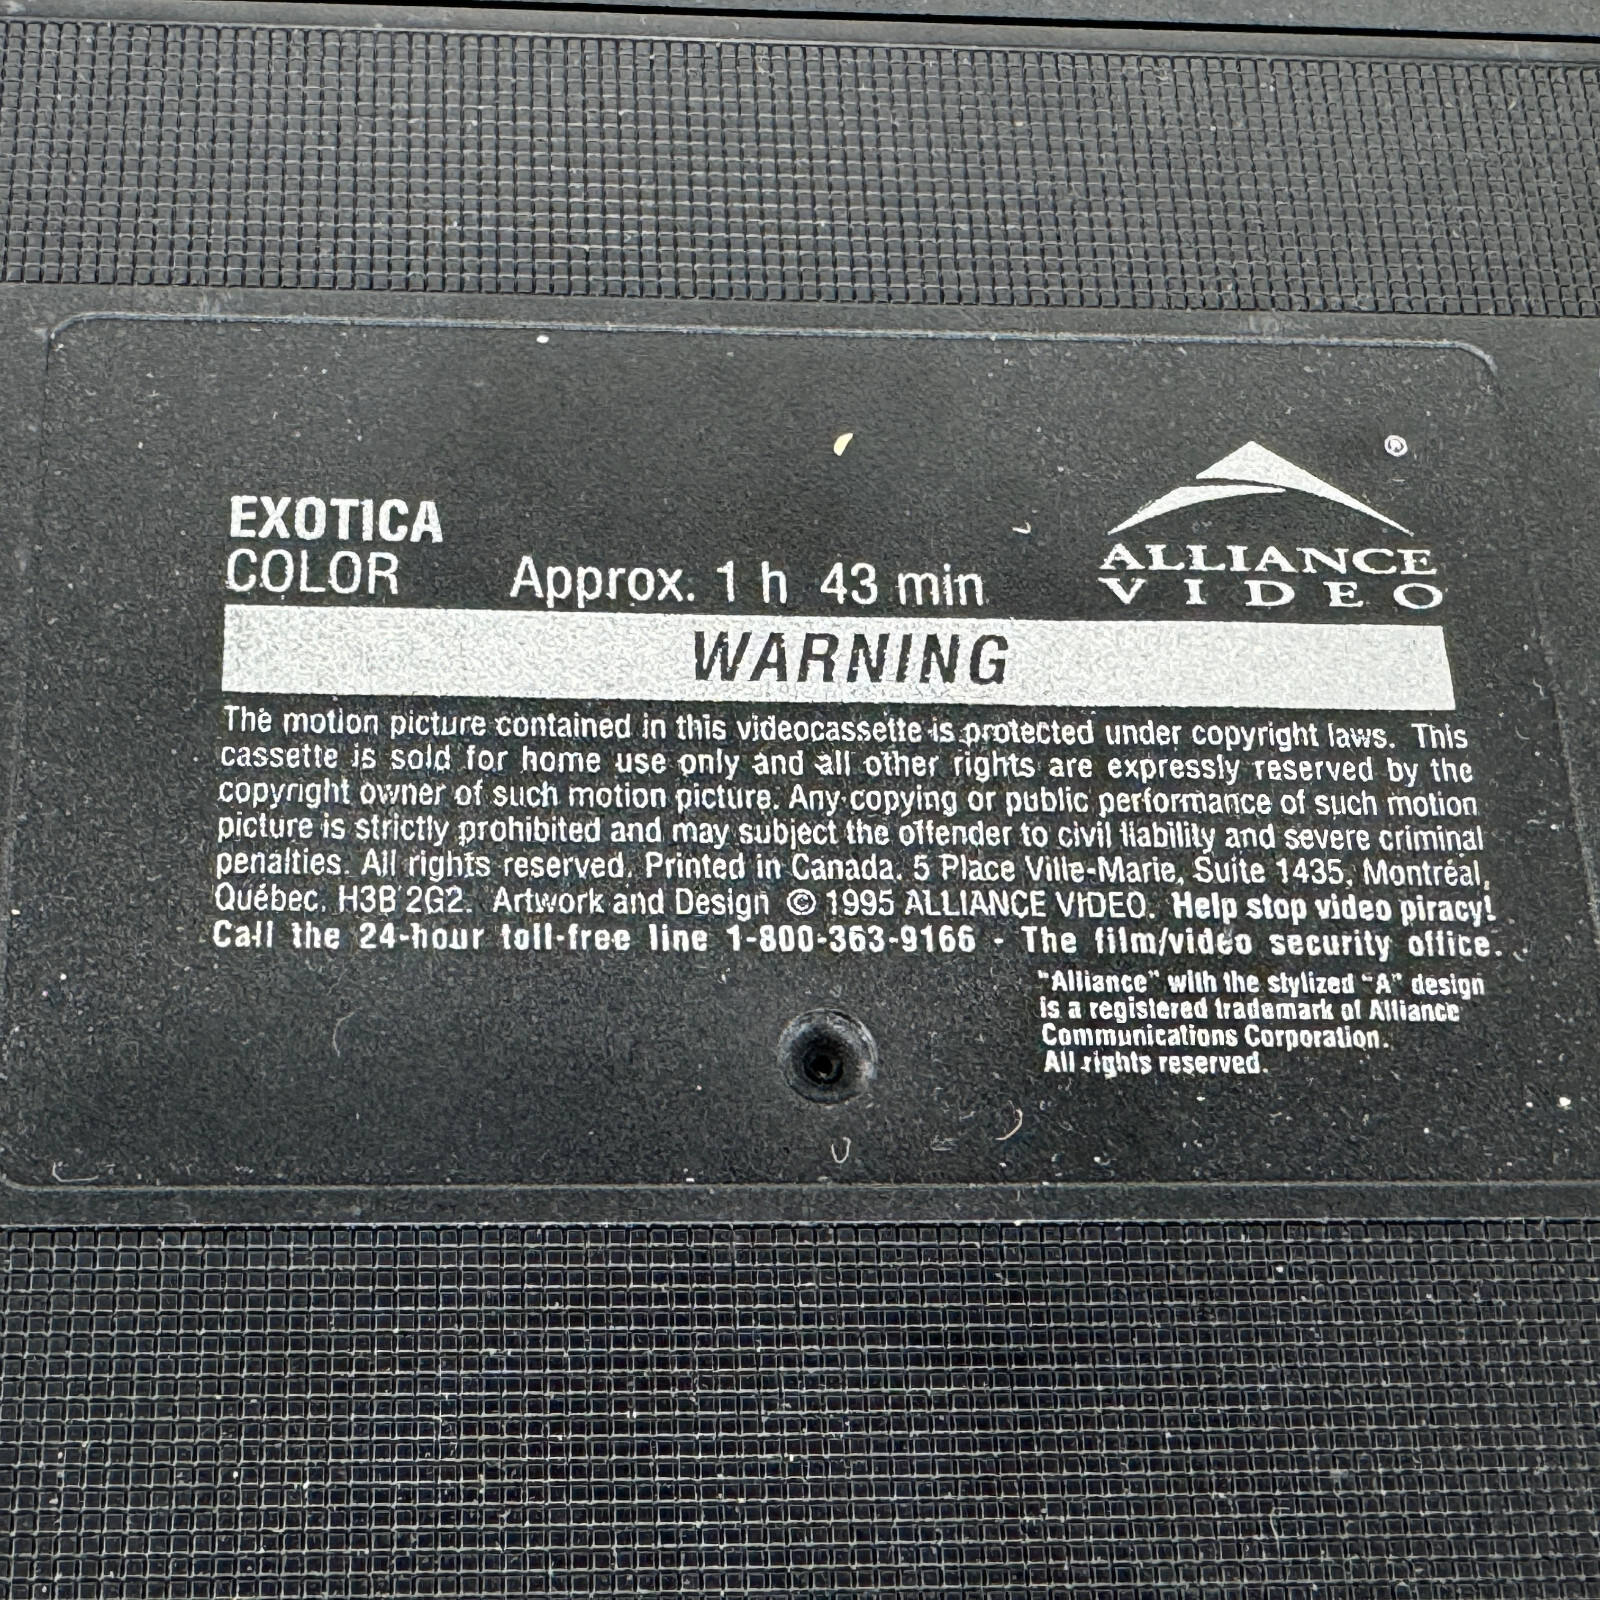 EXOTICA
COLOR Approx. 1 h 43 min
®
ALLIANCE
VIDEO
WARNING
The motion picture contained in this videocassette is protected under copyright laws. This
cassette is sold for home use only and all other rights are expressly reserved by the
copyright owner of such motion picture. Any copying or public performance of such motion
picture is strictly prohibited and may subject the offender to civil liability and severe criminal
penalties. All rights reserved. Printed in Canada. 5 Place Ville-Marie, Suite 1435, Montréal,
Québec. H3B 2G2. Artwork and Design © 1995 ALLIANCE VIDEO. Help stop video piracy!
Call the 24-hour toll-free line 1-800-363-9166 - The film/video security office.
"Alliance" with the stylized "A" design
is a registered trademark of Alliance
Communications Corporation.
All rights reserved.